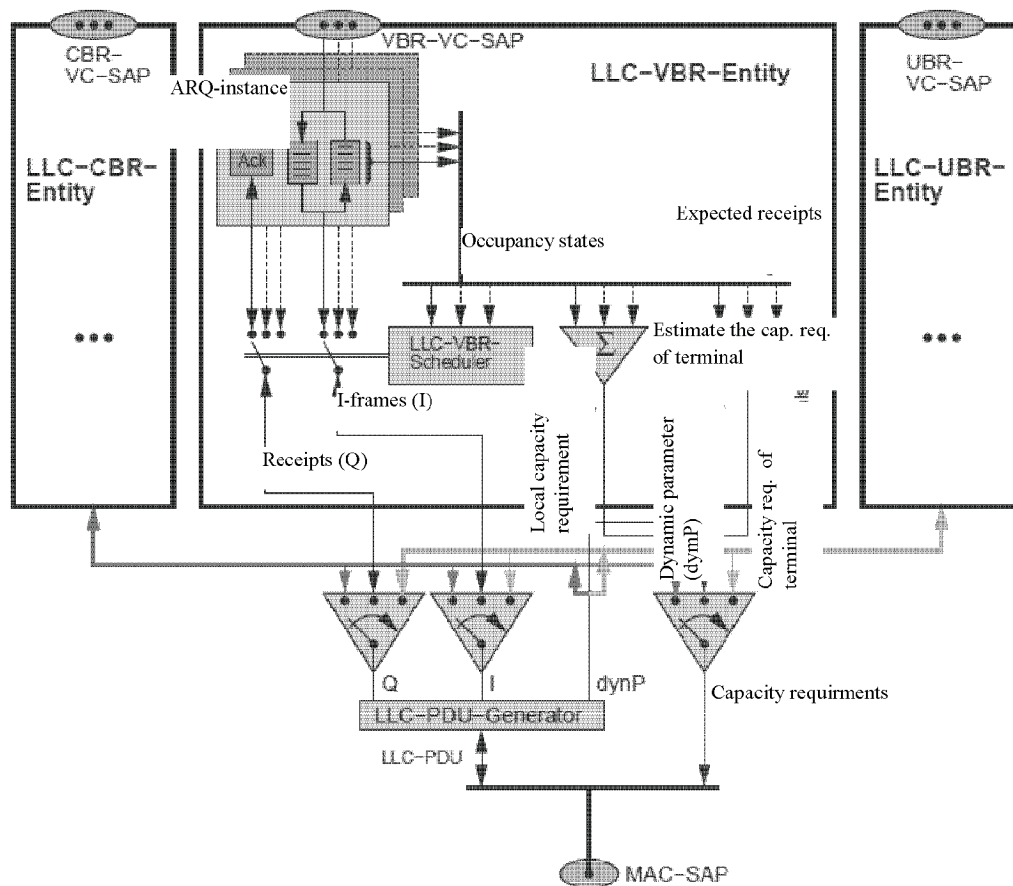 CBR-
VC-SAP
VBR-VC-SAP
UBR-
VC-SAP
ARQ-instance
LLC-VBR-Entity
Ack
LLC-CBR-
Entity
LLC-UBR-
Entity
Expected receipts
Occupancy states
LLC-VBR-
Scheduler
Σ
Estimate the cap. req.
of terminal
I-frames (I)
Receipts (Q)
Local capacity
requirement
Dynamic parameter
(dymP)
Capacity req. of
terminal
Q
I
dynP
Capacity requirments
LLC-PDU-Generator
LLC-PDU
MAC-SAP